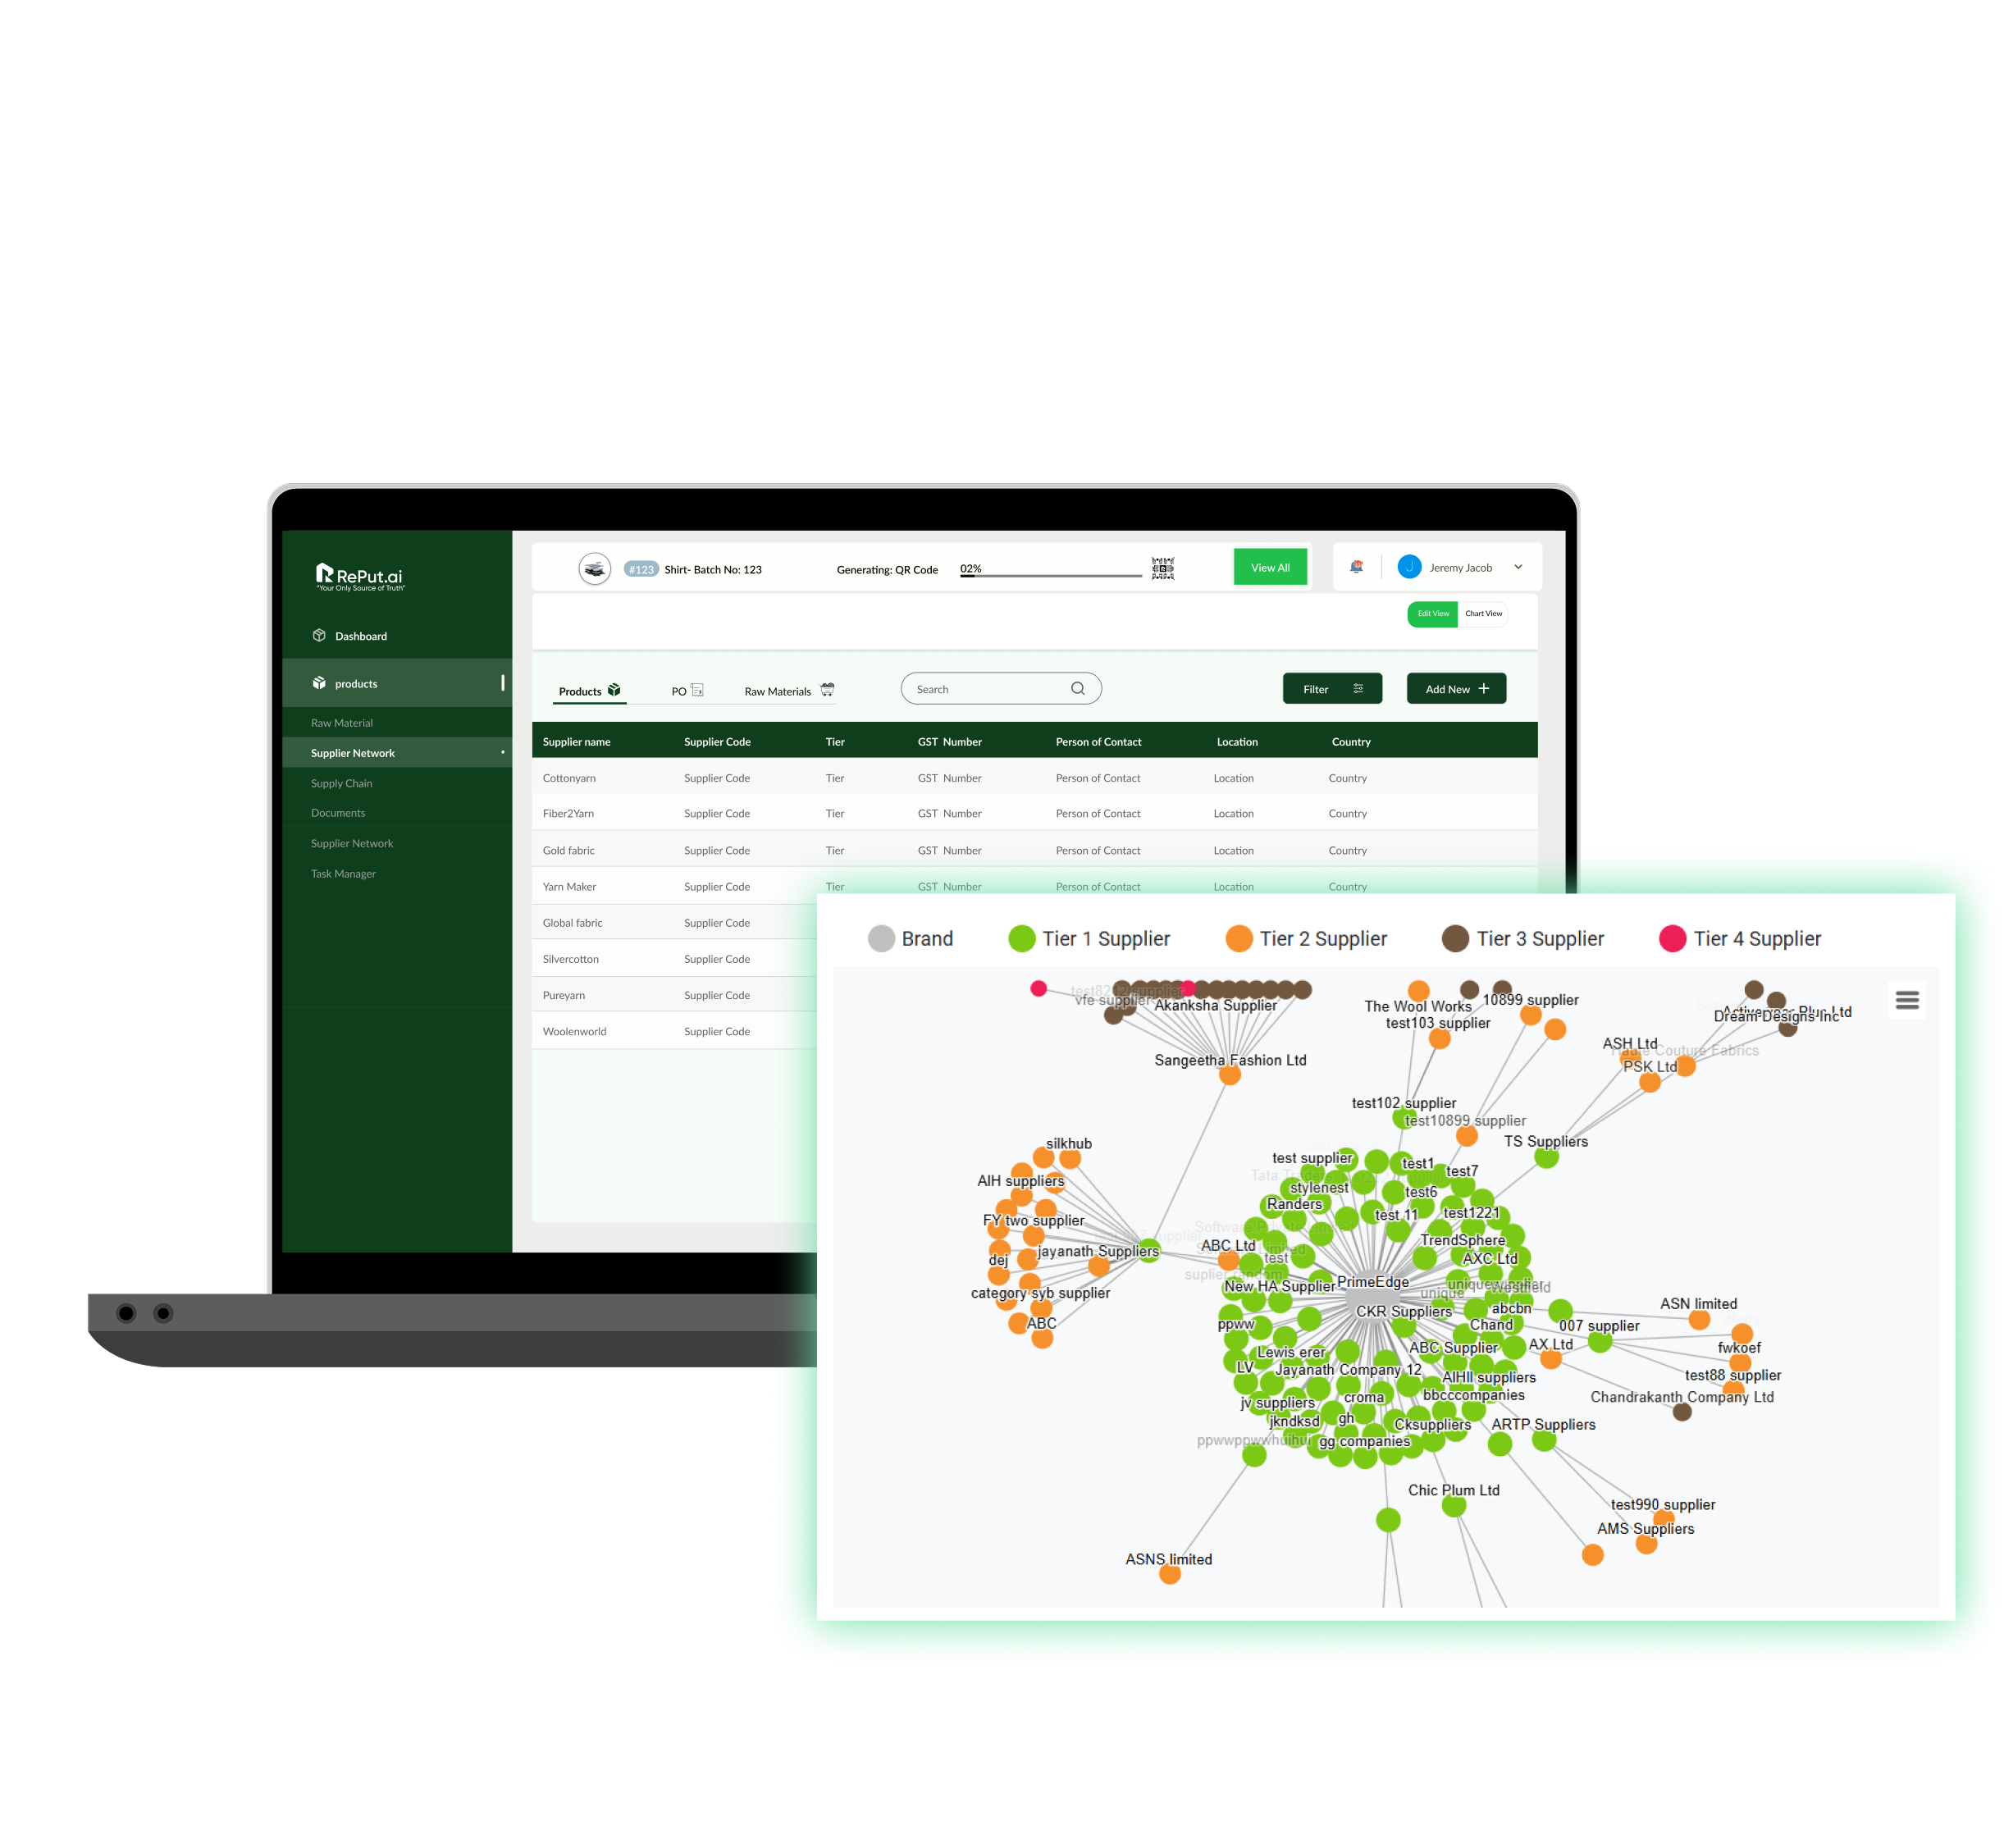 RePut.ai
"Your Only Source of Truth"
Dashboard
products
Raw Material
Supplier Network
Supply Chain
Documents
Supplier Network
Task Manager
#123 Shirt- Batch No: 123 Generating: QR Code 02% View All
J Jeremy Jacob
Edit View Chart View
Products PO Raw Materials Search Filter Add New
Supplier name Supplier Code Tier GST Number Person of Contact Location Country
Cottonyarn Supplier Code Tier GST Number Person of Contact Location Country
Fiber2Yarn Supplier Code Tier GST Number Person of Contact Location Country
Gold fabric Supplier Code Tier GST Number Person of Contact Location Country
Yarn Maker Supplier Code Tier GST Number Person of Contact Location Country
Global fabric Supplier Code
Silvercotton Supplier Code
Pureyarn Supplier Code
Woolenworld Supplier Code
Brand Tier 1 Supplier Tier 2 Supplier Tier 3 Supplier Tier 4 Supplier
vfe supplier
Akanksha Supplier
The Wool Works
10899 supplier
test103 supplier
Dream Designs Inc
ASH Ltd
Couture Fabrics
PSK Ltd
Sangeetha Fashion Ltd
test102 supplier
test10899 supplier
TS Suppliers
silkhub
AIH suppliers
FY two supplier
jayanath Suppliers
dej
category syb supplier
ABC
test supplier
test1
test7
stylenest
test6
Randers
test 11
test1221
TrendSphere
ABC Ltd
test
AXC Ltd
suplier random
New HA Supplier
PrimeEdge
unique
CKR Suppliers
abcbn
ppww
Chand
007 supplier
ASN limited
Lewis erer
ABC Supplier
AX Ltd
fwkoef
LV
Jayanath Company 12
AIHII suppliers
test88 supplier
jv suppliers
croma
bbcccompanies
Chandrakanth Company Ltd
jkndksd
gh
Cksuppliers
ARTP Suppliers
ppwwppwwhuihui
gg companies
Chic Plum Ltd
test990 supplier
AMS Suppliers
ASNS limited